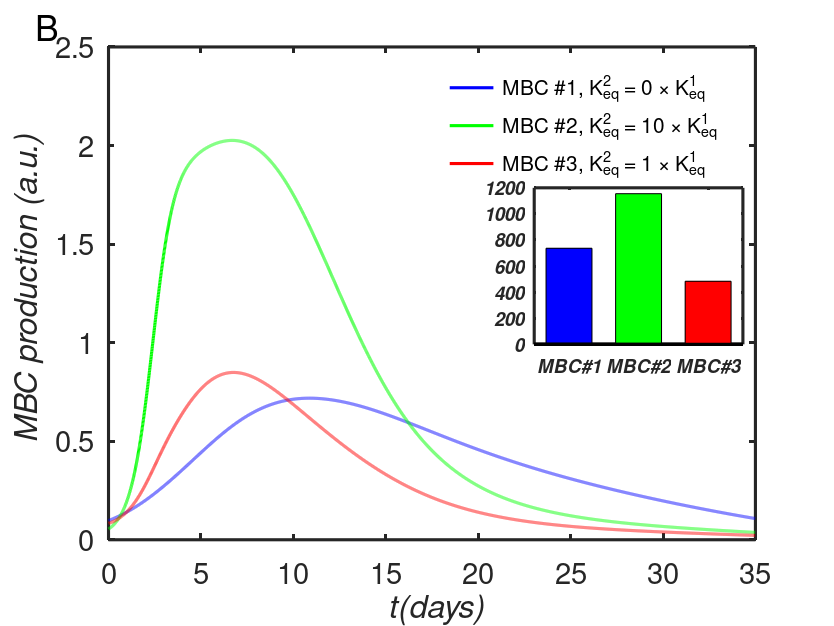 B
2.5
2
1.5
1
0.5
0
MBC production (a.u.)
MBC #1, K²eq = 0 × K¹eq
MBC #2, K²eq = 10 × K¹eq
MBC #3, K²eq = 1 × K¹eq
1200
1000
800
600
400
200
0
MBC#1 MBC#2 MBC#3
0 5 10 15 20 25 30 35
t(days)